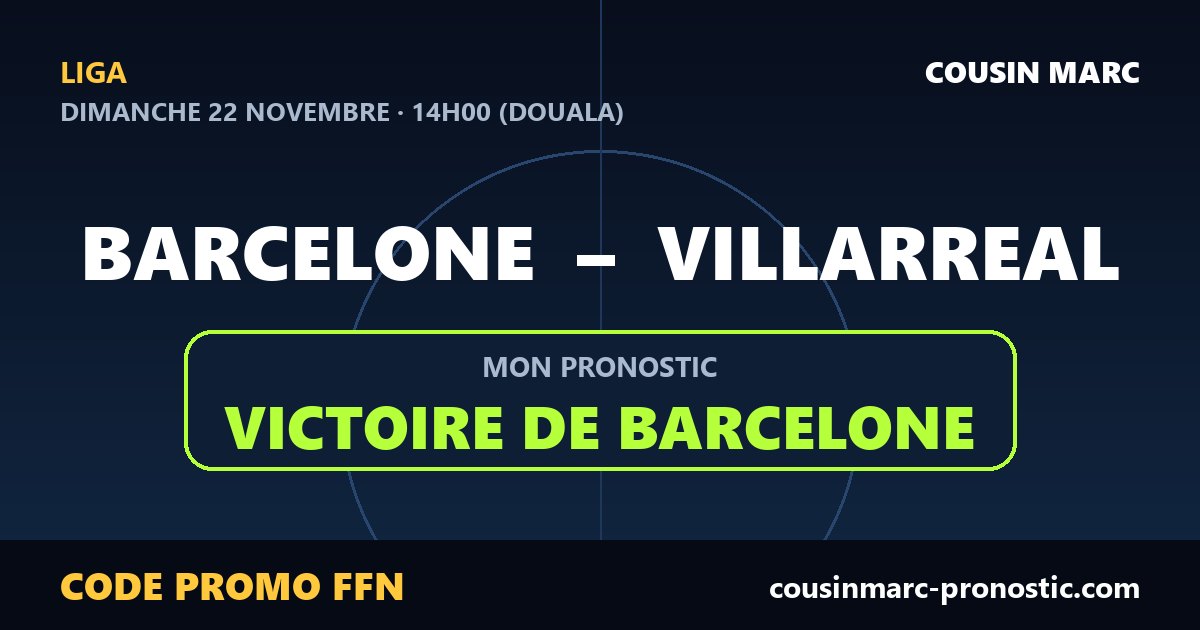 LIGA
COUSIN MARC
DIMANCHE 22 NOVEMBRE · 14H00 (DOUALA)
BARCELONE – VILLARREAL
MON PRONOSTIC
VICTOIRE DE BARCELONE
CODE PROMO FFN
cousinmarc-pronostic.com